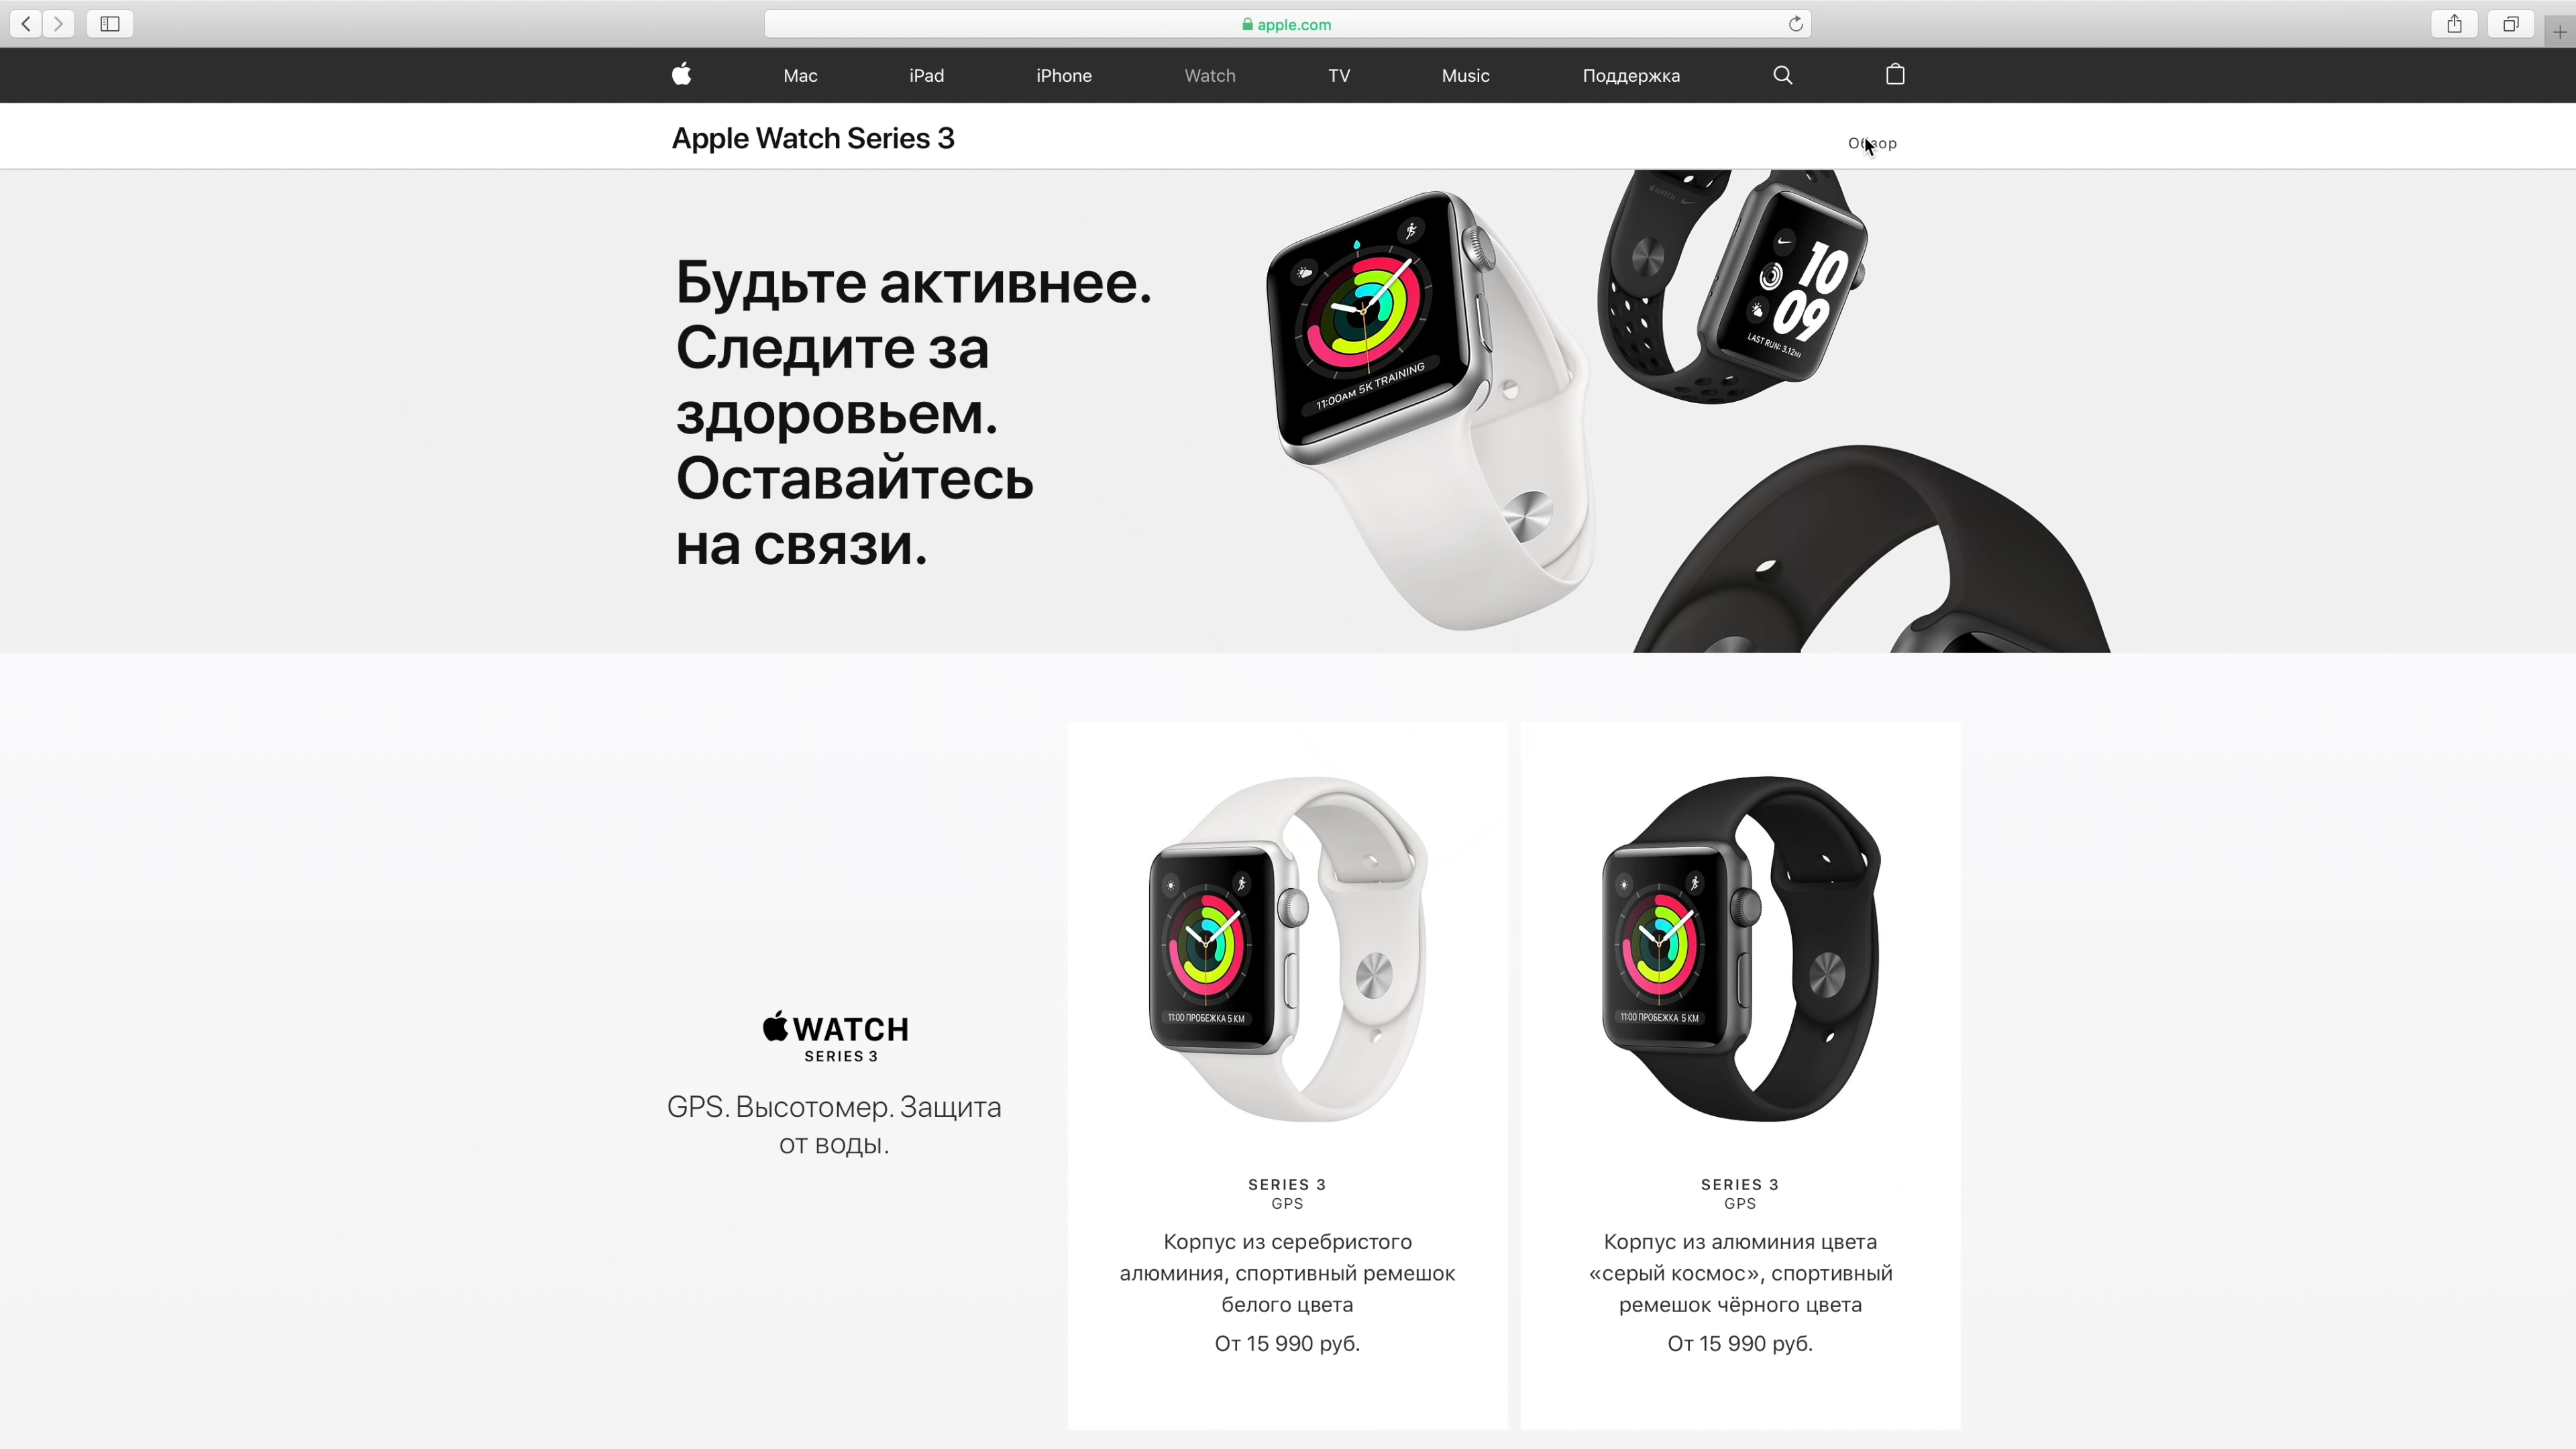 apple.com
Mac iPad iPhone Watch TV Music Поддержка
Apple Watch Series 3
Обзор
Будьте активнее.
Следите за
здоровьем.
Оставайтесь
на связи.
11:00AM 5K TRAINING
WATCH
10
09
LAST RUN: 3.12MI
11:00 ПРОБЕЖКА 5 КМ
11:00 ПРОБЕЖКА 5 КМ
WATCH
SERIES 3
GPS. Высотомер. Защита
от воды.
SERIES 3
GPS
Корпус из серебристого
алюминия, спортивный ремешок
белого цвета
От 15 990 руб.
SERIES 3
GPS
Корпус из алюминия цвета
«серый космос», спортивный
ремешок чёрного цвета
От 15 990 руб.